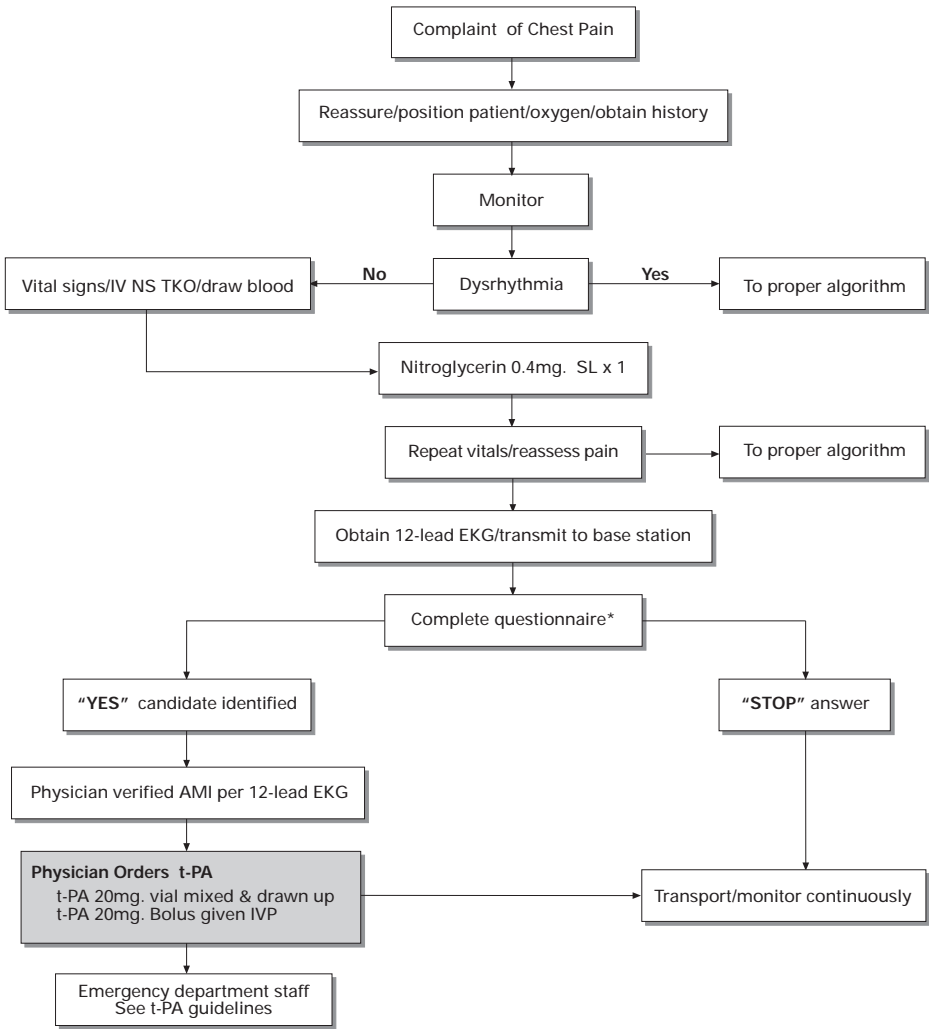 Complaint of Chest Pain
Reassure/position patient/oxygen/obtain history
Monitor
Vital signs/IV NS TKO/draw blood
No
Dysrhythmia
Yes
To proper algorithm
Nitroglycerin 0.4mg. SL x 1
Repeat vitals/reassess pain
To proper algorithm
Obtain 12-lead EKG/transmit to base station
Complete questionnaire*
“YES” candidate identified
“STOP” answer
Physician verified AMI per 12-lead EKG
Physician Orders t-PA
t-PA 20mg. vial mixed & drawn up
t-PA 20mg. Bolus given IVP
Transport/monitor continuously
Emergency department staff
See t-PA guidelines